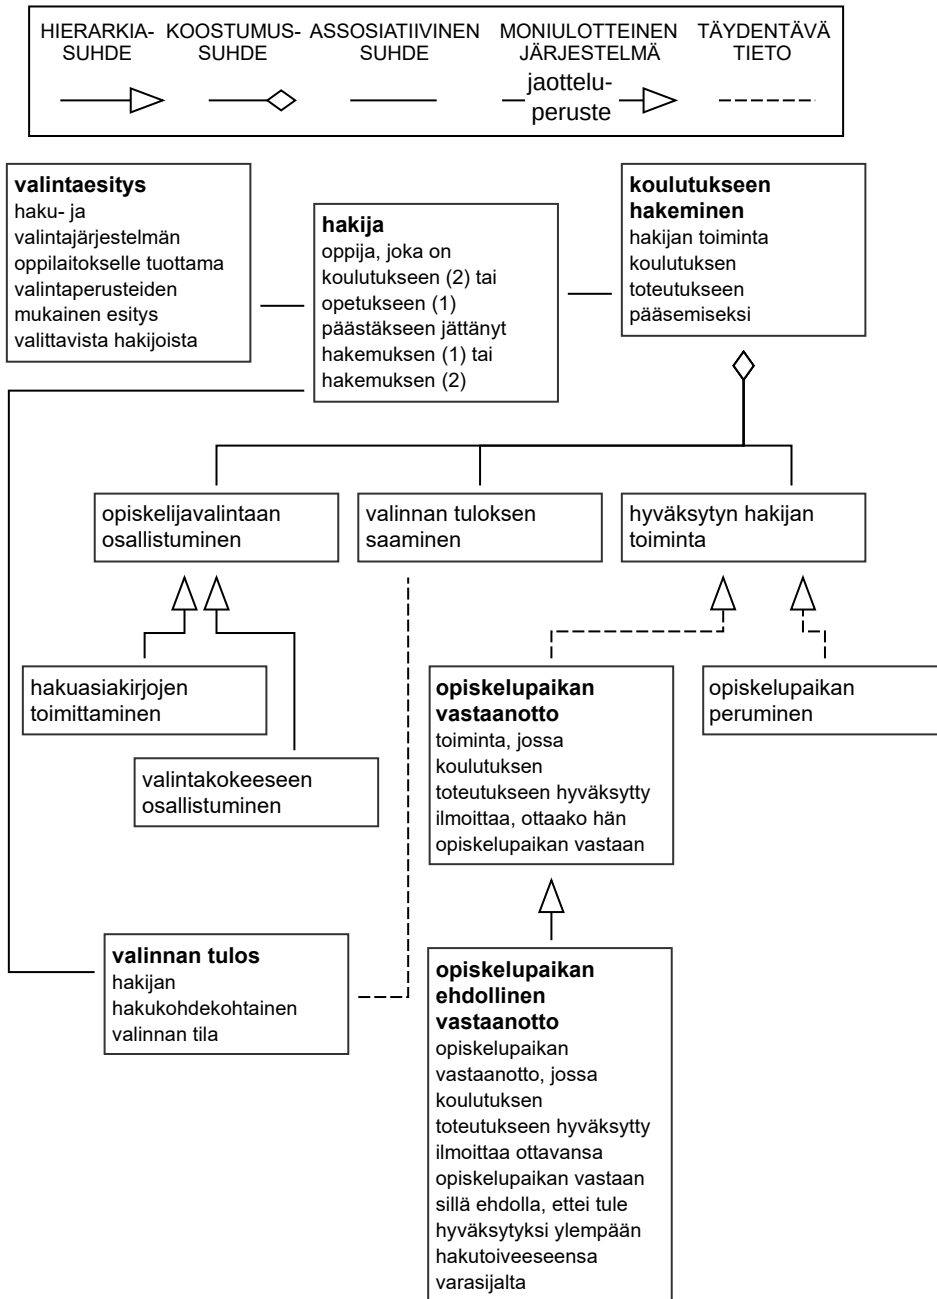 HIERARKIA-
SUHDE
KOOSTUMUS-
SUHDE
ASSOSIATIIVINEN
SUHDE
MONIULOTTEINEN
JÄRJESTELMÄ
TÄYDENTÄVÄ
TIETO
jaottelu-
peruste
valintaesitys
haku- ja
valintajärjestelmän
oppilaitokselle tuottama
valintaperusteiden
mukainen esitys
valittavista hakijoista
hakija
oppija, joka on
koulutukseen (2) tai
opetukseen (1)
päästäkseen jättänyt
hakemuksen (1) tai
hakemuksen (2)
koulutukseen
hakeminen
hakijan toiminta
koulutuksen
toteutukseen
pääsemiseksi
opiskelijavalintaan
osallistuminen
valinnan tuloksen
saaminen
hyväksytyn hakijan
toiminta
hakuasiakirjojen
toimittaminen
valintakokeeseen
osallistuminen
opiskelupaikan
vastaanotto
toiminta, jossa
koulutuksen
toteutukseen hyväksytty
ilmoittaa, ottaako hän
opiskelupaikan vastaan
opiskelupaikan
peruminen
valinnan tulos
hakijan
hakukohdekohtainen
valinnan tila
opiskelupaikan
ehdollinen
vastaanotto
opiskelupaikan
vastaanotto, jossa
koulutuksen
toteutukseen hyväksytty
ilmoittaa ottavansa
opiskelupaikan vastaan
sillä ehdolla, ettei tule
hyväksytyksi ylempään
hakutoiveeseensa
varasijalta